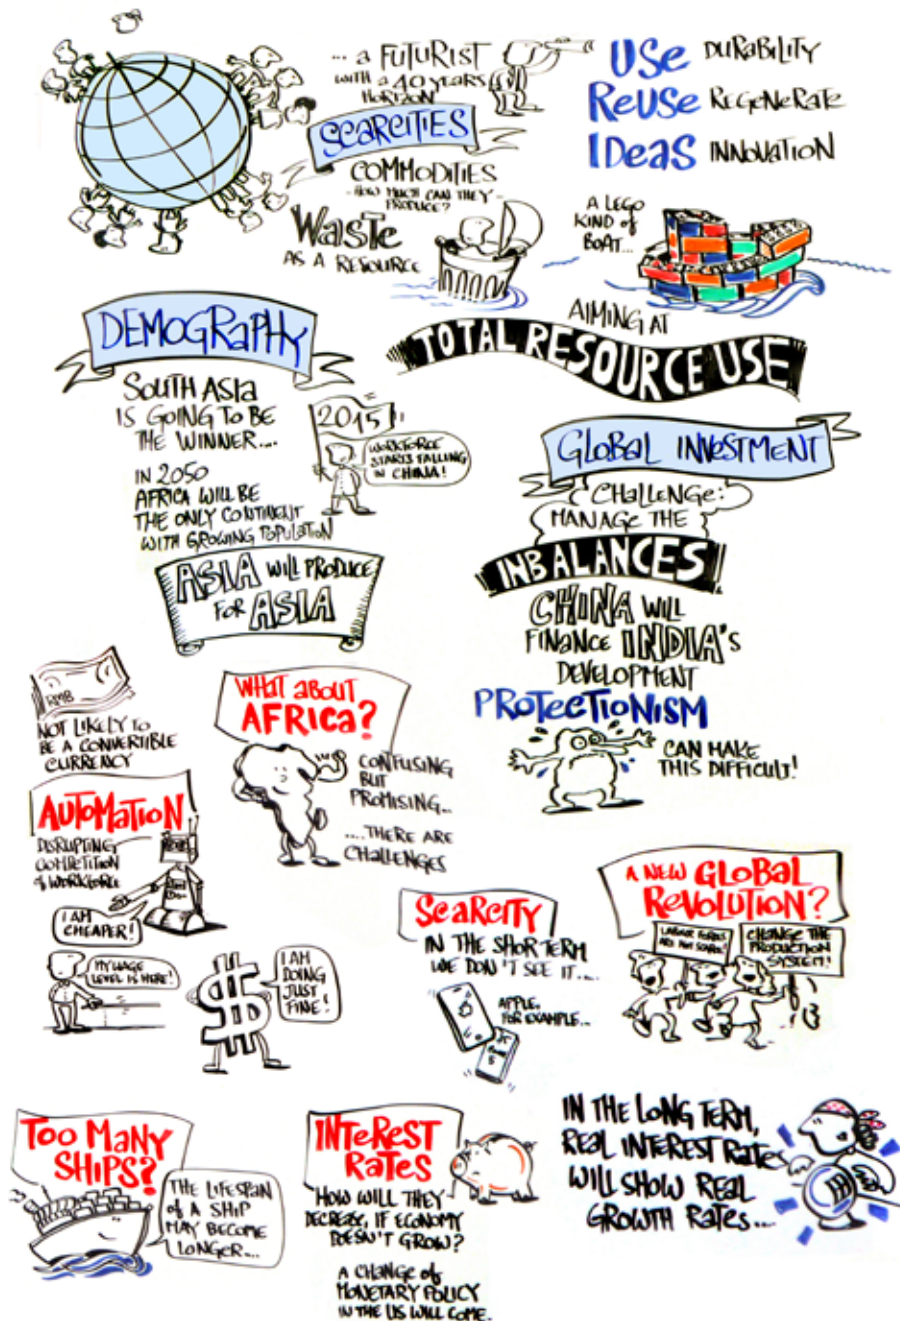 ... a FUTURIST
WITH a 40 YEARS
HORIZON
SCARCITIES
COMMODITIES
...HOW MUCH CAN THEY
PRODUCE?
WaSTe
AS A RESOURCE
USe DURABILITY
ReUSe ReGeNeRaTe
IDeas INNOVATION
A LEGO
KIND of
BOAT...
AIMING AT
TOTAL RESOURCE USE
DEMOGRAPHY
SOUTH ASIA
IS GOING TO BE
THE WINNER....
2015
WORKFORCE
STARTS FALLING
IN CHINA!
IN 2050
AFRICA WILL BE
THE ONLY CONTINENT
WITH GROWING POPULATION
ASIA WILL PRODUCE
FOR ASIA
GLOBAL INVESTMENT
CHALLENGE:
MANAGE THE
INBALANCES
CHINA WILL
FINANCE INDIA'S
DEVELOPMENT
PROTeCTIONISM
CAN MAKE
THIS DIFFICULT!
RMB
NOT LIKELY TO
BE A CONVERTIBLE
CURRENCY
WHAT aBOUT
AFRICa?
CONFUSING
BUT
PROMISING...
....THERE ARE
CHALLENGES
AUTOMaTION
DISRUPTING
COMPETITION
of WORKFORCE
I AM
CHEAPER!
MY WAGE
LEVEL IS HERE!
$
I AM
DOING
JUST
FINE!
SCaRCITY
IN THE SHOR TERM
WE DON'T SEE IT....
APPLE,
FOR EXAMPLE...
A NEW GLOBAL
ReVOLUTION?
CHANGE THE
PRODUCTION
SYSTEM!
TOO MaNY
SHIPS?
THE LIFESPAN
of A SHIP
MAY BECOME
LONGER...
INTeReST
RaTes
HOW WILL THEY
DECREASE, IF ECONOMY
DOESN'T GROW?
A CHANGE of
MONETARY POLICY
IN THE US WILL COME.
IN THE LONG TERM,
REAL INTEREST RATES
WILL SHOW REAL
GROWTH RATES...